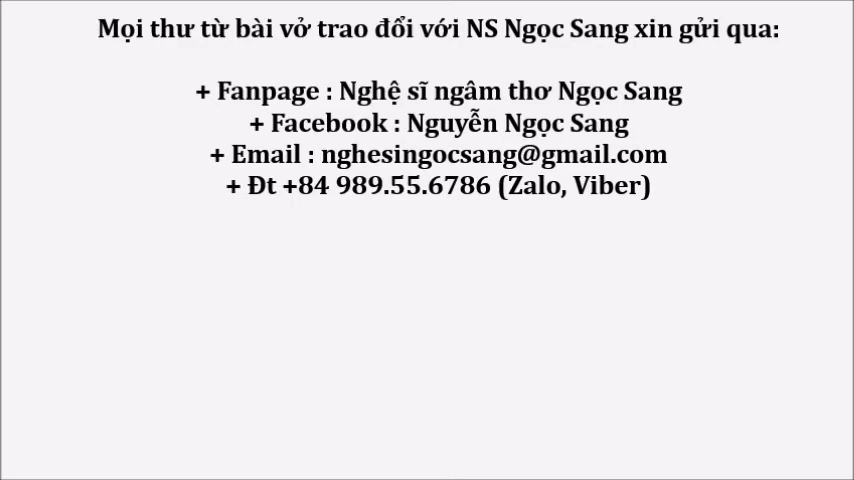 Mọi thư từ bài vở trao đổi với NS Ngọc Sang xin gửi qua:
+ Fanpage : Nghệ sĩ ngâm thơ Ngọc Sang
+ Facebook : Nguyễn Ngọc Sang
+ Email : nghesingocsang@gmail.com
+ Đt +84 989.55.6786 (Zalo, Viber)